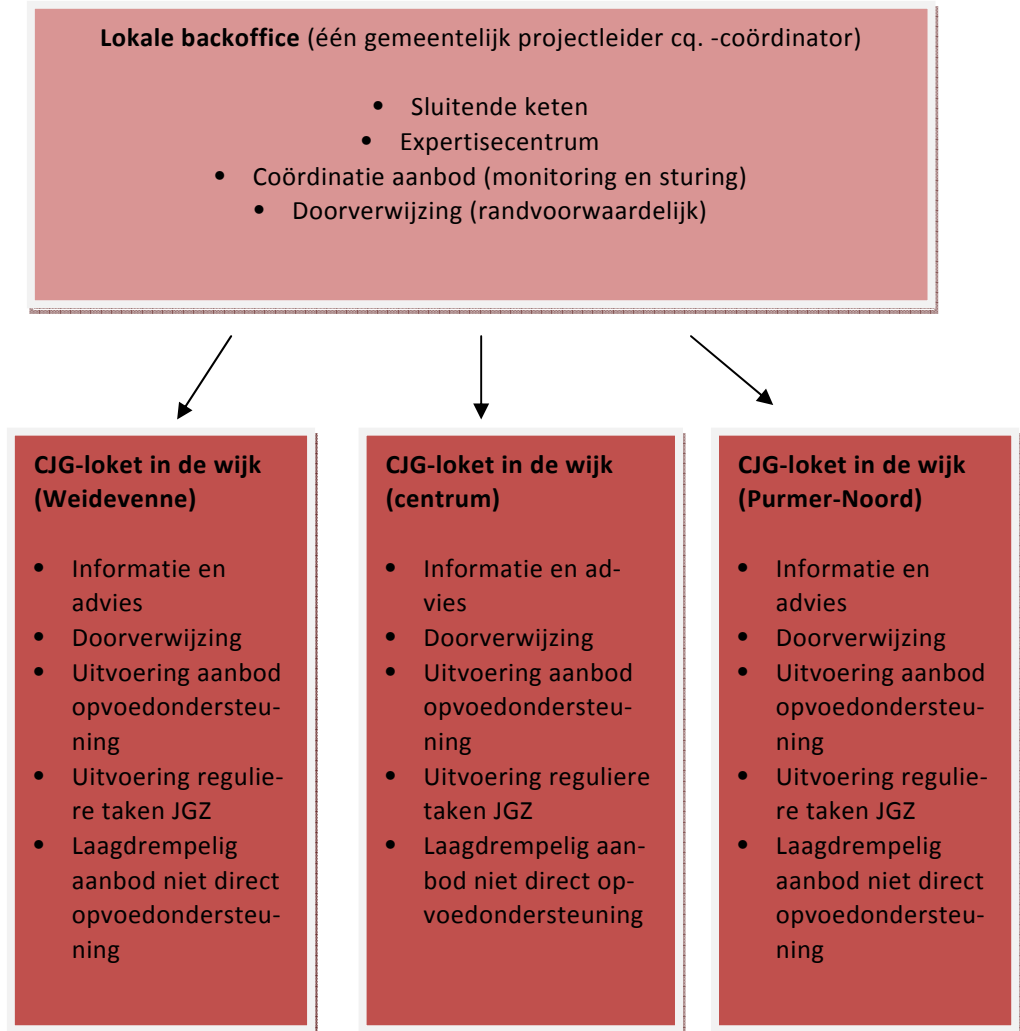 Lokale backoffice (één gemeentelijk projectleider cq. -coördinator)
• Sluitende keten
• Expertisecentrum
• Coördinatie aanbod (monitoring en sturing)
• Doorverwijzing (randvoorwaardelijk)
CJG-loket in de wijk
(Weidevenne)
• Informatie en
advies
• Doorverwijzing
• Uitvoering aanbod
opvoedondersteu-
ning
• Uitvoering regulie-
re taken JGZ
• Laagdrempelig
aanbod niet direct
opvoedondersteu-
ning
CJG-loket in de wijk
(centrum)
• Informatie en ad-
vies
• Doorverwijzing
• Uitvoering aanbod
opvoedondersteu-
ning
• Uitvoering reguliere
taken JGZ
• Laagdrempelig aan-
bod niet direct op-
voedondersteuning
CJG-loket in de wijk
(Purmer-Noord)
• Informatie en
advies
• Doorverwijzing
• Uitvoering aanbod
opvoedondersteu-
ning
• Uitvoering regulie-
re taken JGZ
• Laagdrempelig
aanbod niet direct
opvoedondersteu-
ning